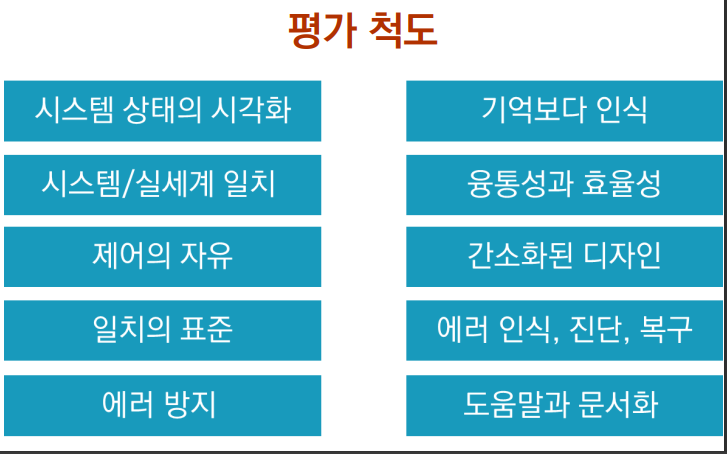 평가 척도
시스템 상태의 시각화
시스템/실세계 일치
제어의 자유
일치의 표준
에러 방지
기억보다 인식
융통성과 효율성
간소화된 디자인
에러 인식, 진단, 복구
도움말과 문서화